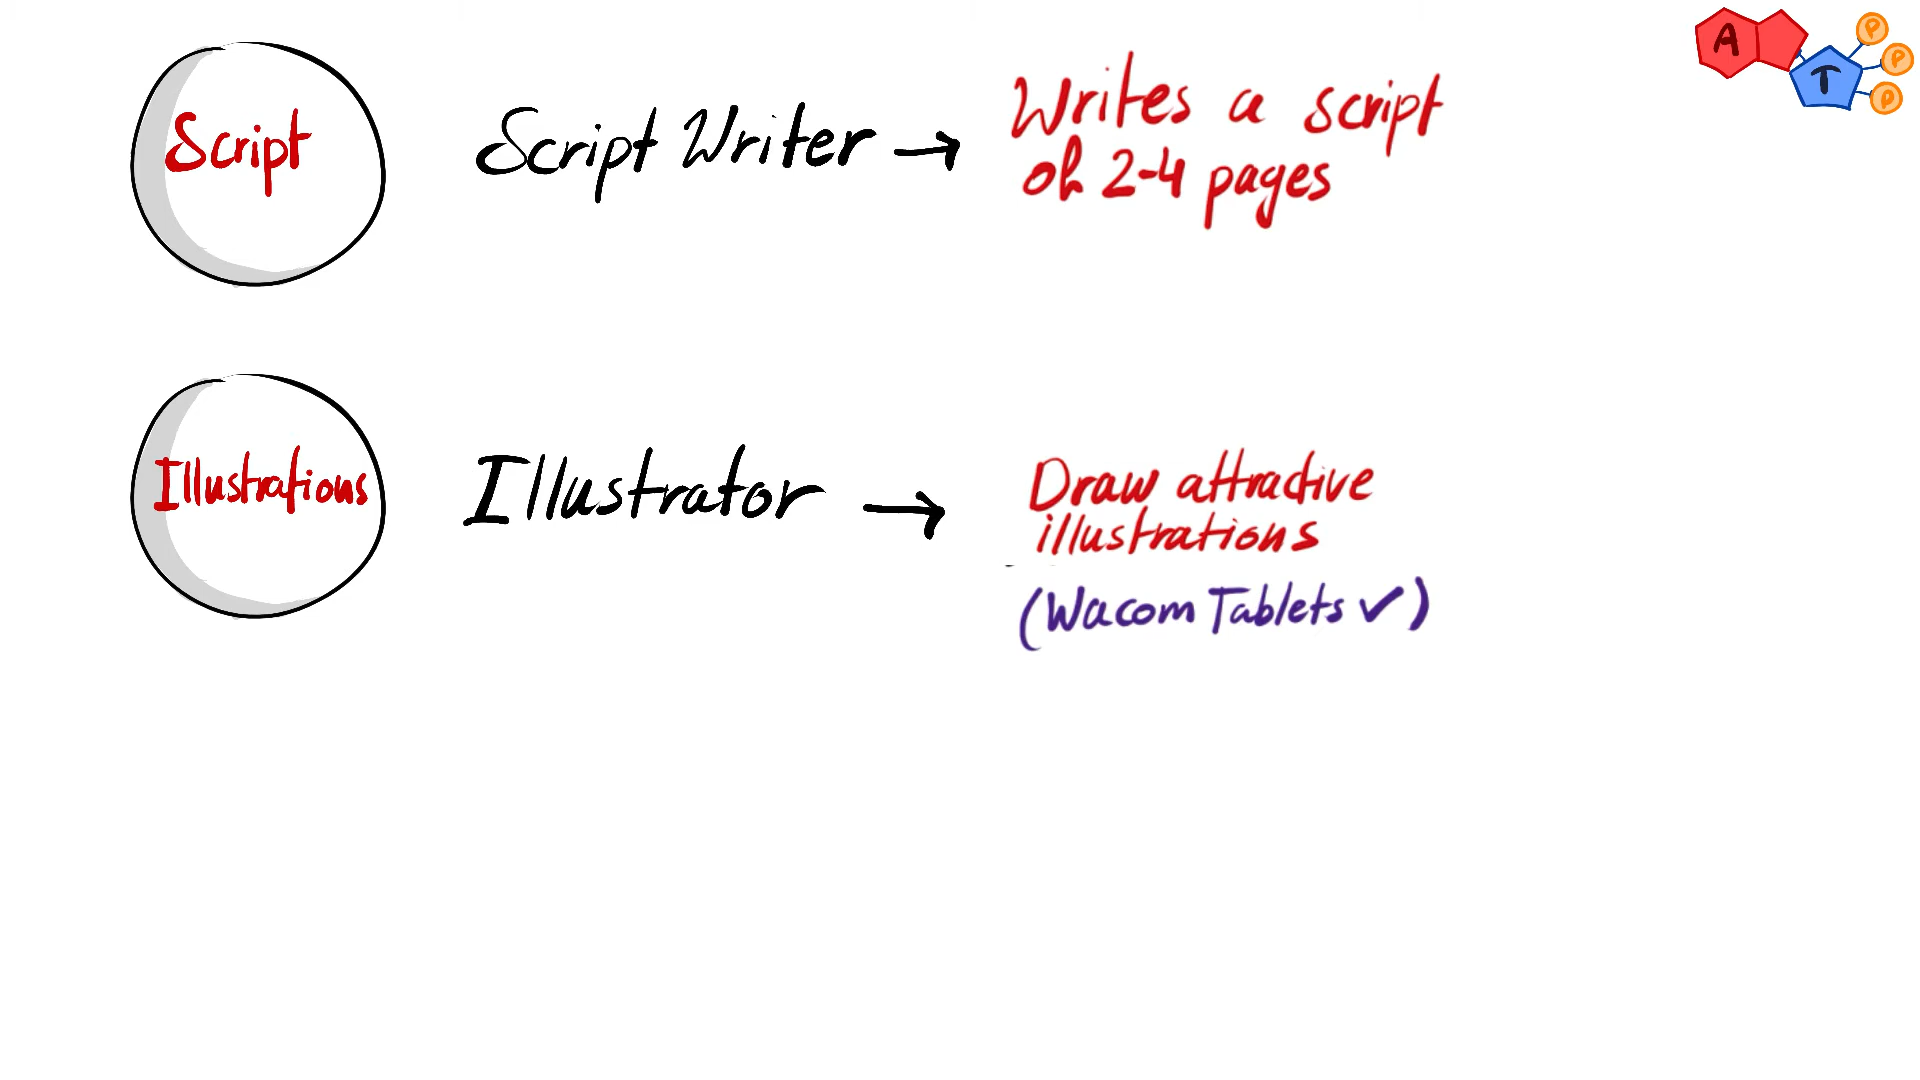 Script
Script Writer →
Writes a script
of 2-4 pages
Illustrations
Illustrator →
Draw attractive
illustrations
(Wacom Tablets ✓)
A
T
P
P
P